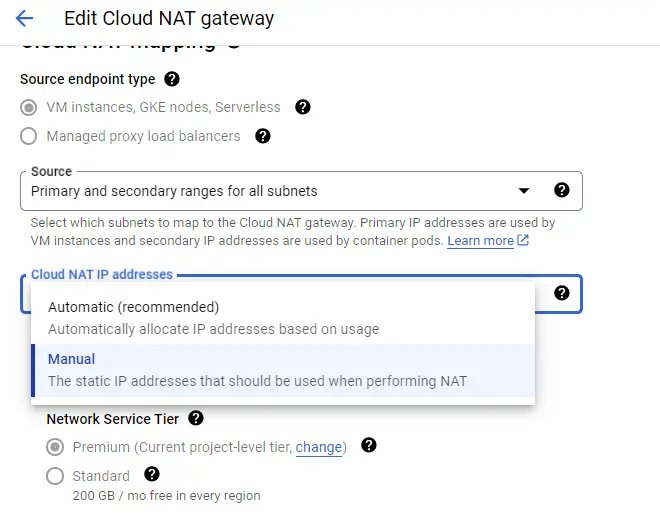 Edit Cloud NAT gateway
Cloud NAT mapping
Source endpoint type
VM instances, GKE nodes, Serverless
Managed proxy load balancers
Source
Primary and secondary ranges for all subnets
Select which subnets to map to the Cloud NAT gateway. Primary IP addresses are used by
VM instances and secondary IP addresses are used by container pods. Learn more
Cloud NAT IP addresses
Automatic (recommended)
Automatically allocate IP addresses based on usage
Manual
The static IP addresses that should be used when performing NAT
Network Service Tier
Premium (Current project-level tier, change)
Standard
200 GB / mo free in every region